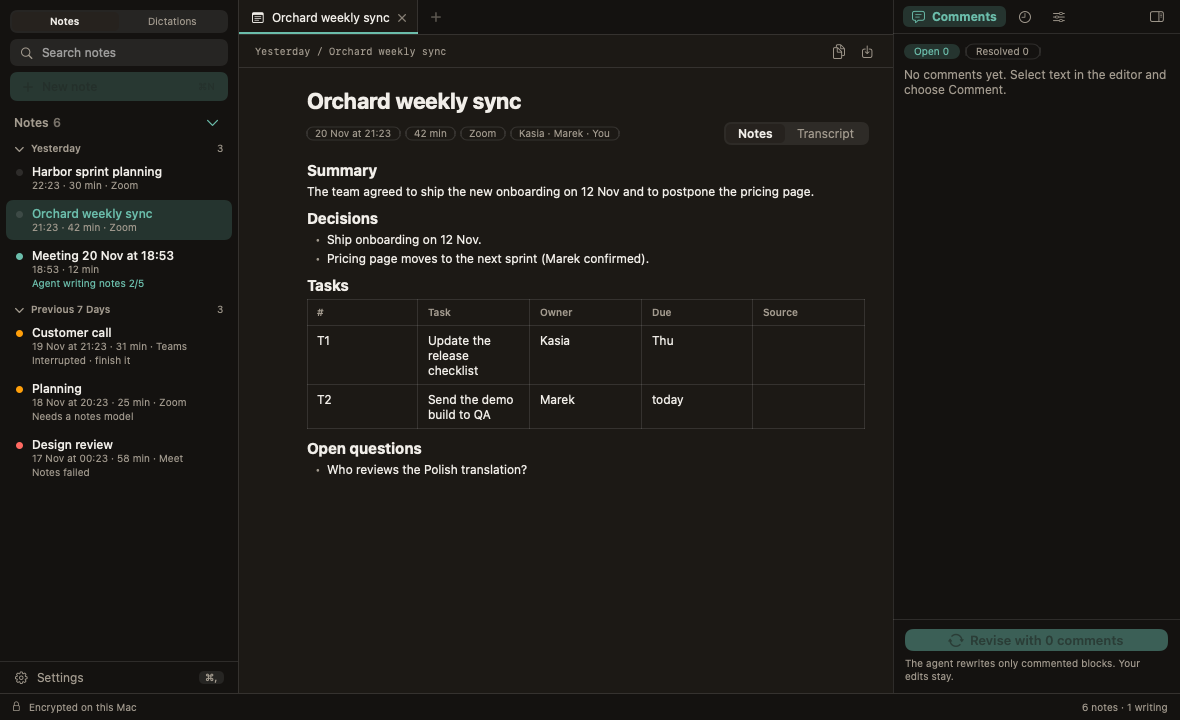 Notes
Dictations
Search notes
New note ⌘N
Notes 6
Yesterday 3
Harbor sprint planning
22:23 · 30 min · Zoom
Orchard weekly sync
21:23 · 42 min · Zoom
Meeting 20 Nov at 18:53
18:53 · 12 min
Agent writing notes 2/5
Previous 7 Days 3
Customer call
19 Nov at 21:23 · 31 min · Teams
Interrupted · finish it
Planning
18 Nov at 20:23 · 25 min · Zoom
Needs a notes model
Design review
17 Nov at 00:23 · 58 min · Meet
Notes failed
Settings ⌘,
Orchard weekly sync
Yesterday / Orchard weekly sync
Orchard weekly sync
20 Nov at 21:23 42 min Zoom Kasia · Marek · You
Notes Transcript
Summary
The team agreed to ship the new onboarding on 12 Nov and to postpone the pricing page.
Decisions
• Ship onboarding on 12 Nov.
• Pricing page moves to the next sprint (Marek confirmed).
Tasks
# Task Owner Due Source
T1 Update the release checklist Kasia Thu
T2 Send the demo build to QA Marek today
Open questions
• Who reviews the Polish translation?
Comments
Open 0 Resolved 0
No comments yet. Select text in the editor and
choose Comment.
Revise with 0 comments
The agent rewrites only commented blocks. Your
edits stay.
Encrypted on this Mac
6 notes · 1 writing